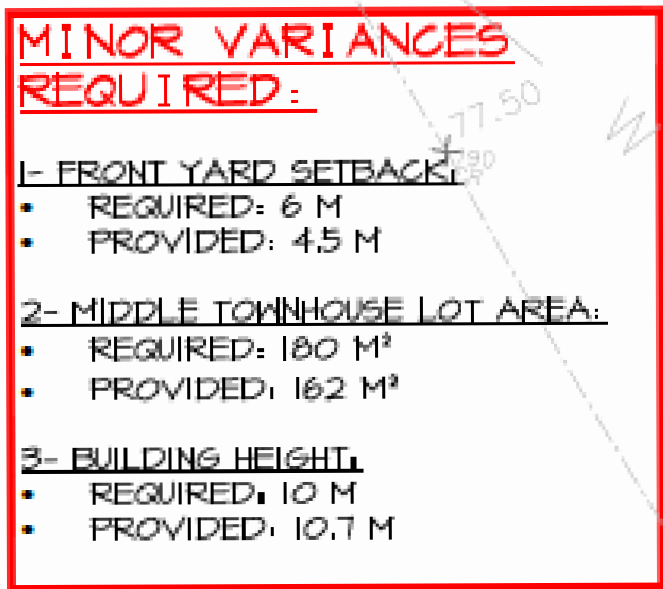 MINOR VARIANCES
REQUIRED:
77.50
W
1- FRONT YARD SETBACK:
• REQUIRED: 6 M
• PROVIDED: 4.5 M
2- MIDDLE TOWNHOUSE LOT AREA:
• REQUIRED: 180 M²
• PROVIDED: 162 M²
3- BUILDING HEIGHT:
• REQUIRED: 10 M
• PROVIDED: 10.7 M